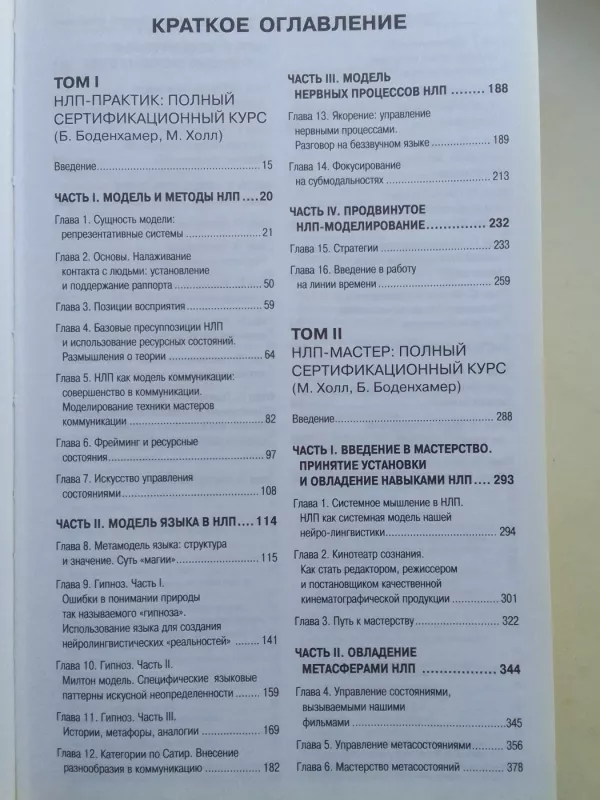 КРАТКОЕ ОГЛАВЛЕНИЕ
ТОМ I
НЛП-ПРАКТИК: ПОЛНЫЙ
СЕРТИФИКАЦИОННЫЙ КУРС
(Б. Боденхамер, М. Холл)
Введение.....15
ЧАСТЬ I. МОДЕЛЬ И МЕТОДЫ НЛП ....20
Глава 1. Сущность модели:
репрезентативные системы .....21
Глава 2. Основы. Налаживание
контакта с людьми: установление
и поддержание раппорта .....50
Глава 3. Позиции восприятия .....59
Глава 4. Базовые пресуппозиции НЛП
и использование ресурсных состояний.
Размышления о теории .....64
Глава 5. НЛП как модель коммуникации:
совершенство в коммуникации.
Моделирование техники мастеров
коммуникации .....82
Глава 6. Фрейминг и ресурсные
состояния.....97
Глава 7. Искусство управления
состояниями.....108
ЧАСТЬ II. МОДЕЛЬ ЯЗЫКА В НЛП ....114
Глава 8. Метамодель языка: структура
и значение. Суть «магии» .....115
Глава 9. Гипноз. Часть I.
Ошибки в понимании природы
так называемого «гипноза».
Использование языка для создания
нейролингвистических «реальностей» .....141
Глава 10. Гипноз. Часть II.
Милтон модель. Специфические языковые
паттерны искусной неопределенности .....159
Глава 11. Гипноз. Часть III.
Истории, метафоры, аналогии .....169
Глава 12. Категории по Сатир. Внесение
разнообразия в коммуникацию .....182
ЧАСТЬ III. МОДЕЛЬ
НЕРВНЫХ ПРОЦЕССОВ НЛП ........188
Глава 13. Якорение: управление
нервными процессами.
Разговор на беззвучном языке .....189
Глава 14. Фокусирование
на субмодальностях .....213
ЧАСТЬ IV. ПРОДВИНУТОЕ
НЛП-МОДЕЛИРОВАНИЕ.....232
Глава 15. Стратегии .....233
Глава 16. Введение в работу
на линии времени .....259
ТОМ II
НЛП-МАСТЕР: ПОЛНЫЙ
СЕРТИФИКАЦИОННЫЙ КУРС
(М. Холл, Б. Боденхамер)
Введение.....288
ЧАСТЬ I. ВВЕДЕНИЕ В МАСТЕРСТВО.
ПРИНЯТИЕ УСТАНОВКИ
И ОВЛАДЕНИЕ НАВЫКАМИ НЛП ....293
Глава 1. Системное мышление в НЛП.
НЛП как системная модель нашей
нейро-лингвистики .....294
Глава 2. Кинотеатр сознания.
Как стать редактором, режиссером
и постановщиком качественной
кинематографической продукции .....301
Глава 3. Путь к мастерству .....322
ЧАСТЬ II. ОВЛАДЕНИЕ
МЕТАСФЕРАМИ НЛП .....344
Глава 4. Управление состояниями,
вызываемыми нашими
фильмами .....345
Глава 5. Управление метасостояниями .....356
Глава 6. Мастерство метасостояний .....378